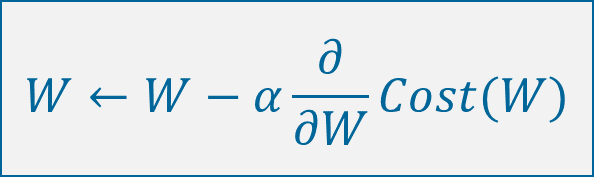 W ← W − α ∂/∂W Cost(W)